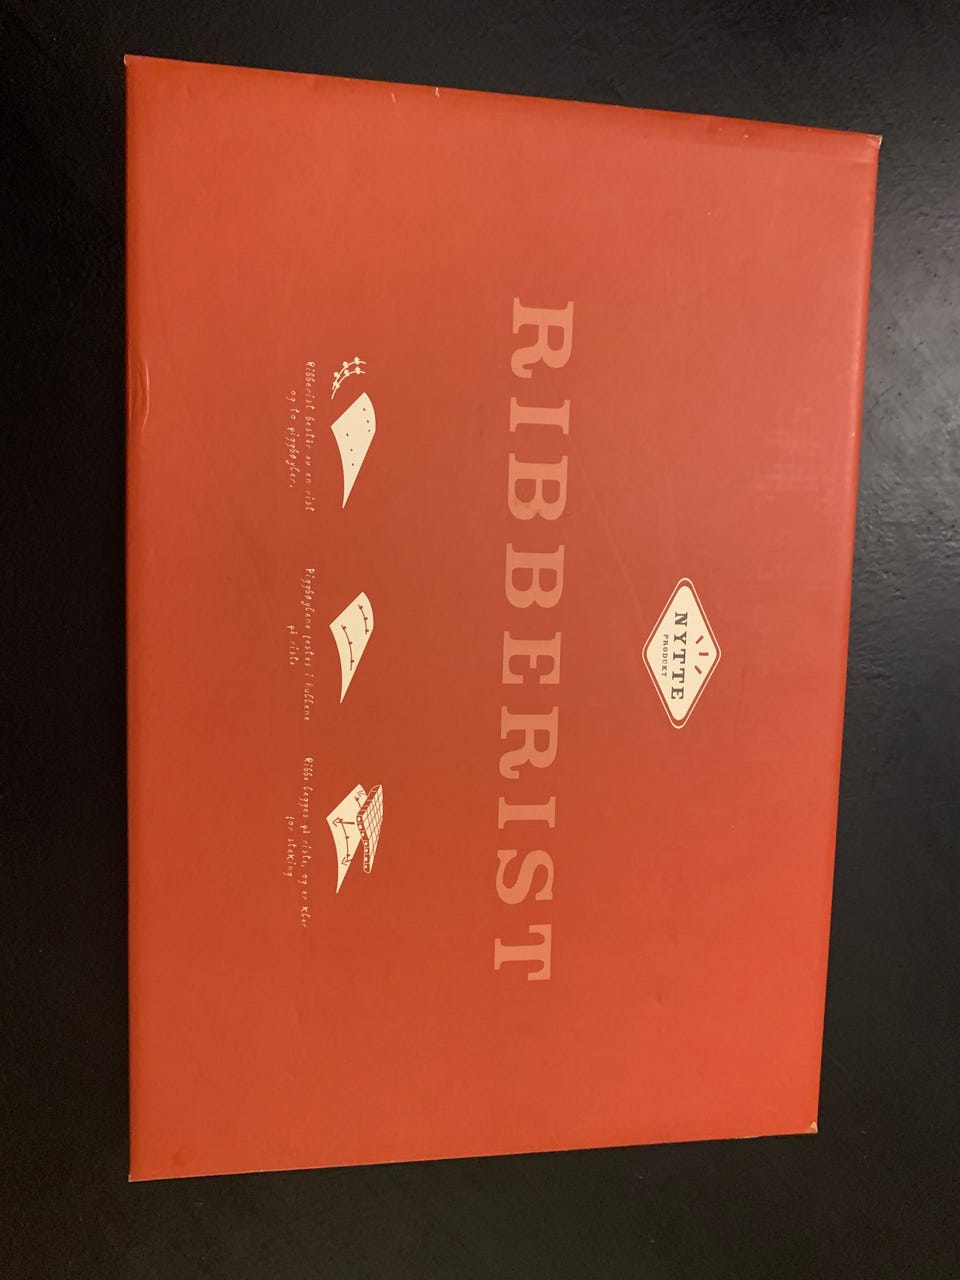 NYTTE
PRODUKT
RIBBERIST
Ribberist består av en rist
og to piggbøyler.
Piggbøylene festes i hullene
på rista
Ribbe legges på rista, og er klar
for steking